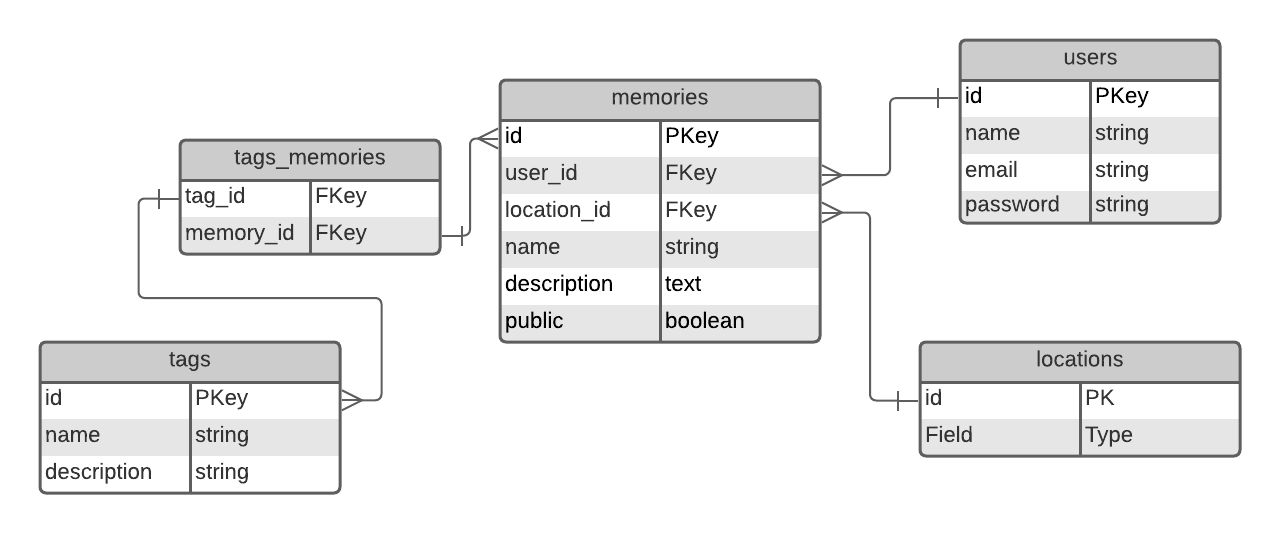 users
id PKey
name string
email string
password string
memories
id PKey
user_id FKey
location_id FKey
name string
description text
public boolean
tags_memories
tag_id FKey
memory_id FKey
tags
id PKey
name string
description string
locations
id PK
Field Type